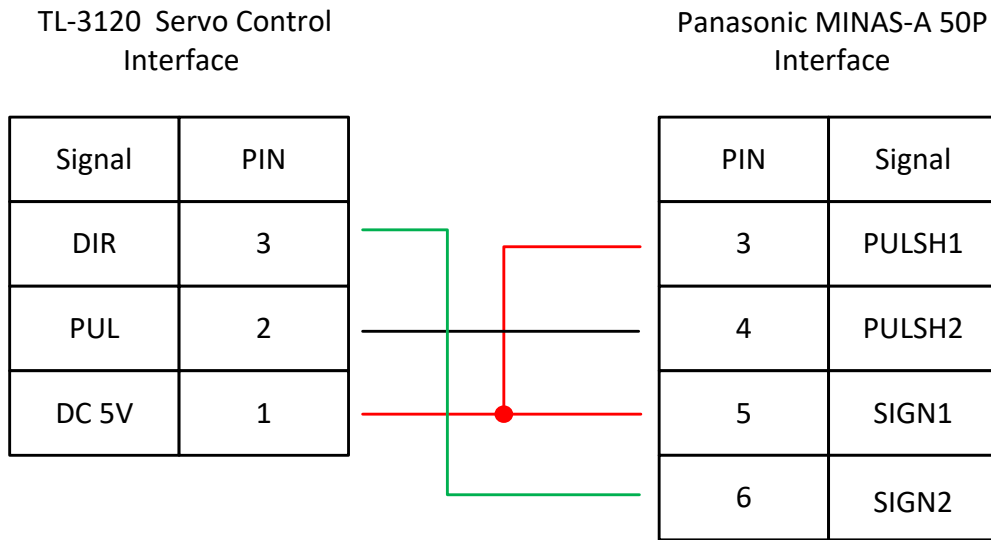 TL-3120 Servo Control
Interface
Panasonic MINAS-A 50P
Interface
Signal PIN
DIR 3
PUL 2
DC 5V 1
PIN Signal
3 PULSH1
4 PULSH2
5 SIGN1
6 SIGN2